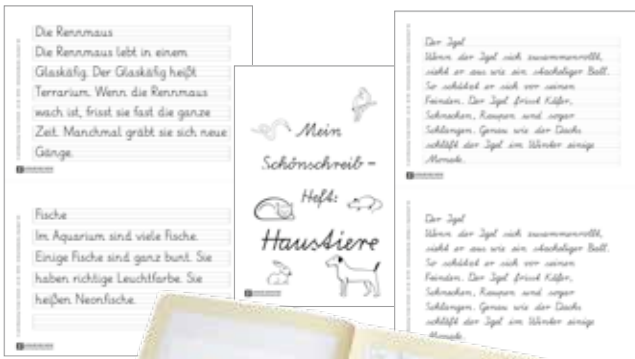 Die Rennmaus
Die Rennmaus lebt in einem
Glaskäfig. Der Glaskäfig heißt
Terrarium. Wenn die Rennmaus
wach ist, frisst sie fast die ganze
Zeit. Manchmal gräbt sie sich neue
Gänge.
Fische
Im Aquarium sind viele Fische.
Einige Fische sind ganz bunt. Sie
haben richtige Leuchtfarbe. Sie
heißen Neonfische.
Mein
Schönschreib-
Heft:
Haustiere
Der Igel
Wenn der Igel sich zusammenrollt,
sieht er aus wie ein stacheliger Ball.
So schützt er sich vor seinen
Feinden. Der Igel frisst Käfer,
Schnecken, Raupen und sogar
Schlangen. Genau wie der Dachs
schläft der Igel im Winter einige
Monate.
Der Igel
Wenn der Igel sich zusammenrollt,
sieht er aus wie ein stacheliger Ball.
So schützt er sich vor seinen
Feinden. Der Igel frisst Käfer,
Schnecken, Raupen und sogar
Schlangen. Genau wie der Dachs
schläft der Igel im Winter einige
Monate.